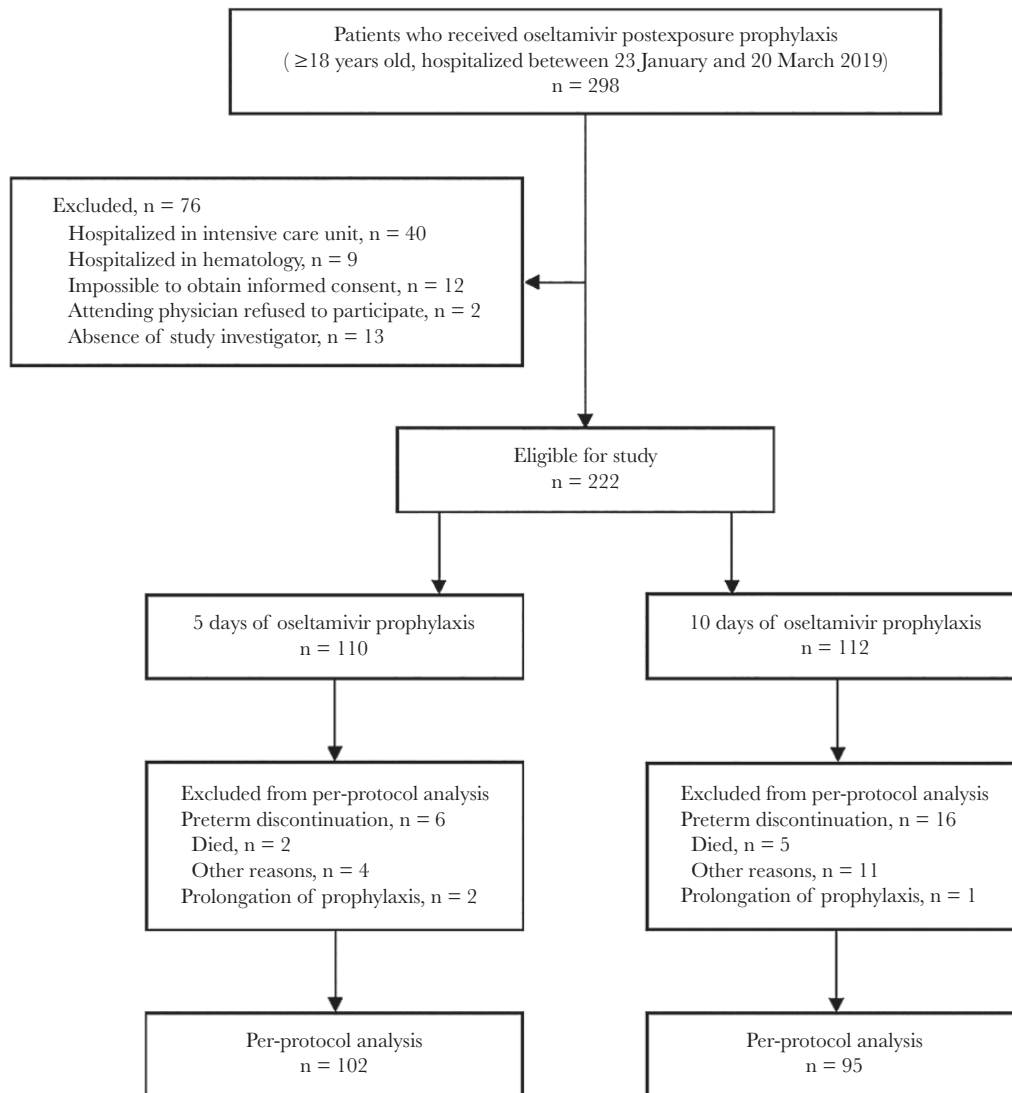 Patients who received oseltamivir postexposure prophylaxis
( ≥18 years old, hospitalized beteween 23 January and 20 March 2019)
n = 298
Excluded, n = 76
Hospitalized in intensive care unit, n = 40
Hospitalized in hematology, n = 9
Impossible to obtain informed consent, n = 12
Attending physician refused to participate, n = 2
Absence of study investigator, n = 13
Eligible for study
n = 222
5 days of oseltamivir prophylaxis
n = 110
10 days of oseltamivir prophylaxis
n = 112
Excluded from per-protocol analysis
Preterm discontinuation, n = 6
Died, n = 2
Other reasons, n = 4
Prolongation of prophylaxis, n = 2
Excluded from per-protocol analysis
Preterm discontinuation, n = 16
Died, n = 5
Other reasons, n = 11
Prolongation of prophylaxis, n = 1
Per-protocol analysis
n = 102
Per-protocol analysis
n = 95